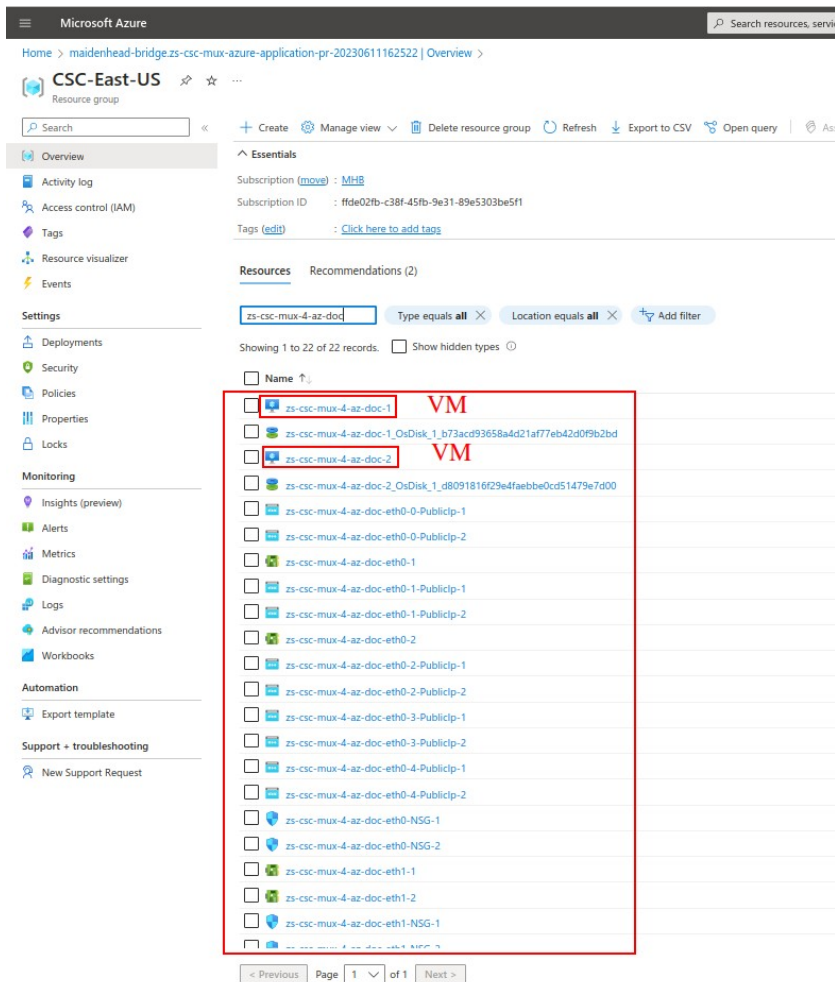 Microsoft Azure
Search resources, servi
Home > maidenhead-bridge.zs-csc-mux-azure-application-pr-20230611162522 | Overview >
CSC-East-US
Resource group
Search
Create Manage view Delete resource group Refresh Export to CSV Open query As
Essentials
Subscription (move) : MHB
Subscription ID : ffde02fb-c38f-45fb-9e31-89e5303be5f1
Tags (edit) : Click here to add tags
Resources Recommendations (2)
zs-csc-mux-4-az-doc Type equals all Location equals all Add filter
Showing 1 to 22 of 22 records. Show hidden types
Name
Overview
Activity log
Access control (IAM)
Tags
Resource visualizer
Events
Settings
Deployments
Security
Policies
Properties
Locks
Monitoring
Insights (preview)
Alerts
Metrics
Diagnostic settings
Logs
Advisor recommendations
Workbooks
Automation
Export template
Support + troubleshooting
New Support Request
zs-csc-mux-4-az-doc-1 VM
zs-csc-mux-4-az-doc-1_OsDisk_1_b73acd93658a4d21af77eb42d0f9b2bd
zs-csc-mux-4-az-doc-2 VM
zs-csc-mux-4-az-doc-2_OsDisk_1_d8091816f29e4faebbe0cd51479e7d00
zs-csc-mux-4-az-doc-eth0-0-PublicIp-1
zs-csc-mux-4-az-doc-eth0-0-PublicIp-2
zs-csc-mux-4-az-doc-eth0-1
zs-csc-mux-4-az-doc-eth0-1-PublicIp-1
zs-csc-mux-4-az-doc-eth0-1-PublicIp-2
zs-csc-mux-4-az-doc-eth0-2
zs-csc-mux-4-az-doc-eth0-2-PublicIp-1
zs-csc-mux-4-az-doc-eth0-2-PublicIp-2
zs-csc-mux-4-az-doc-eth0-3-PublicIp-1
zs-csc-mux-4-az-doc-eth0-3-PublicIp-2
zs-csc-mux-4-az-doc-eth0-4-PublicIp-1
zs-csc-mux-4-az-doc-eth0-4-PublicIp-2
zs-csc-mux-4-az-doc-eth0-NSG-1
zs-csc-mux-4-az-doc-eth0-NSG-2
zs-csc-mux-4-az-doc-eth1-1
zs-csc-mux-4-az-doc-eth1-2
zs-csc-mux-4-az-doc-eth1-NSG-1
< Previous Page 1 of 1 Next >